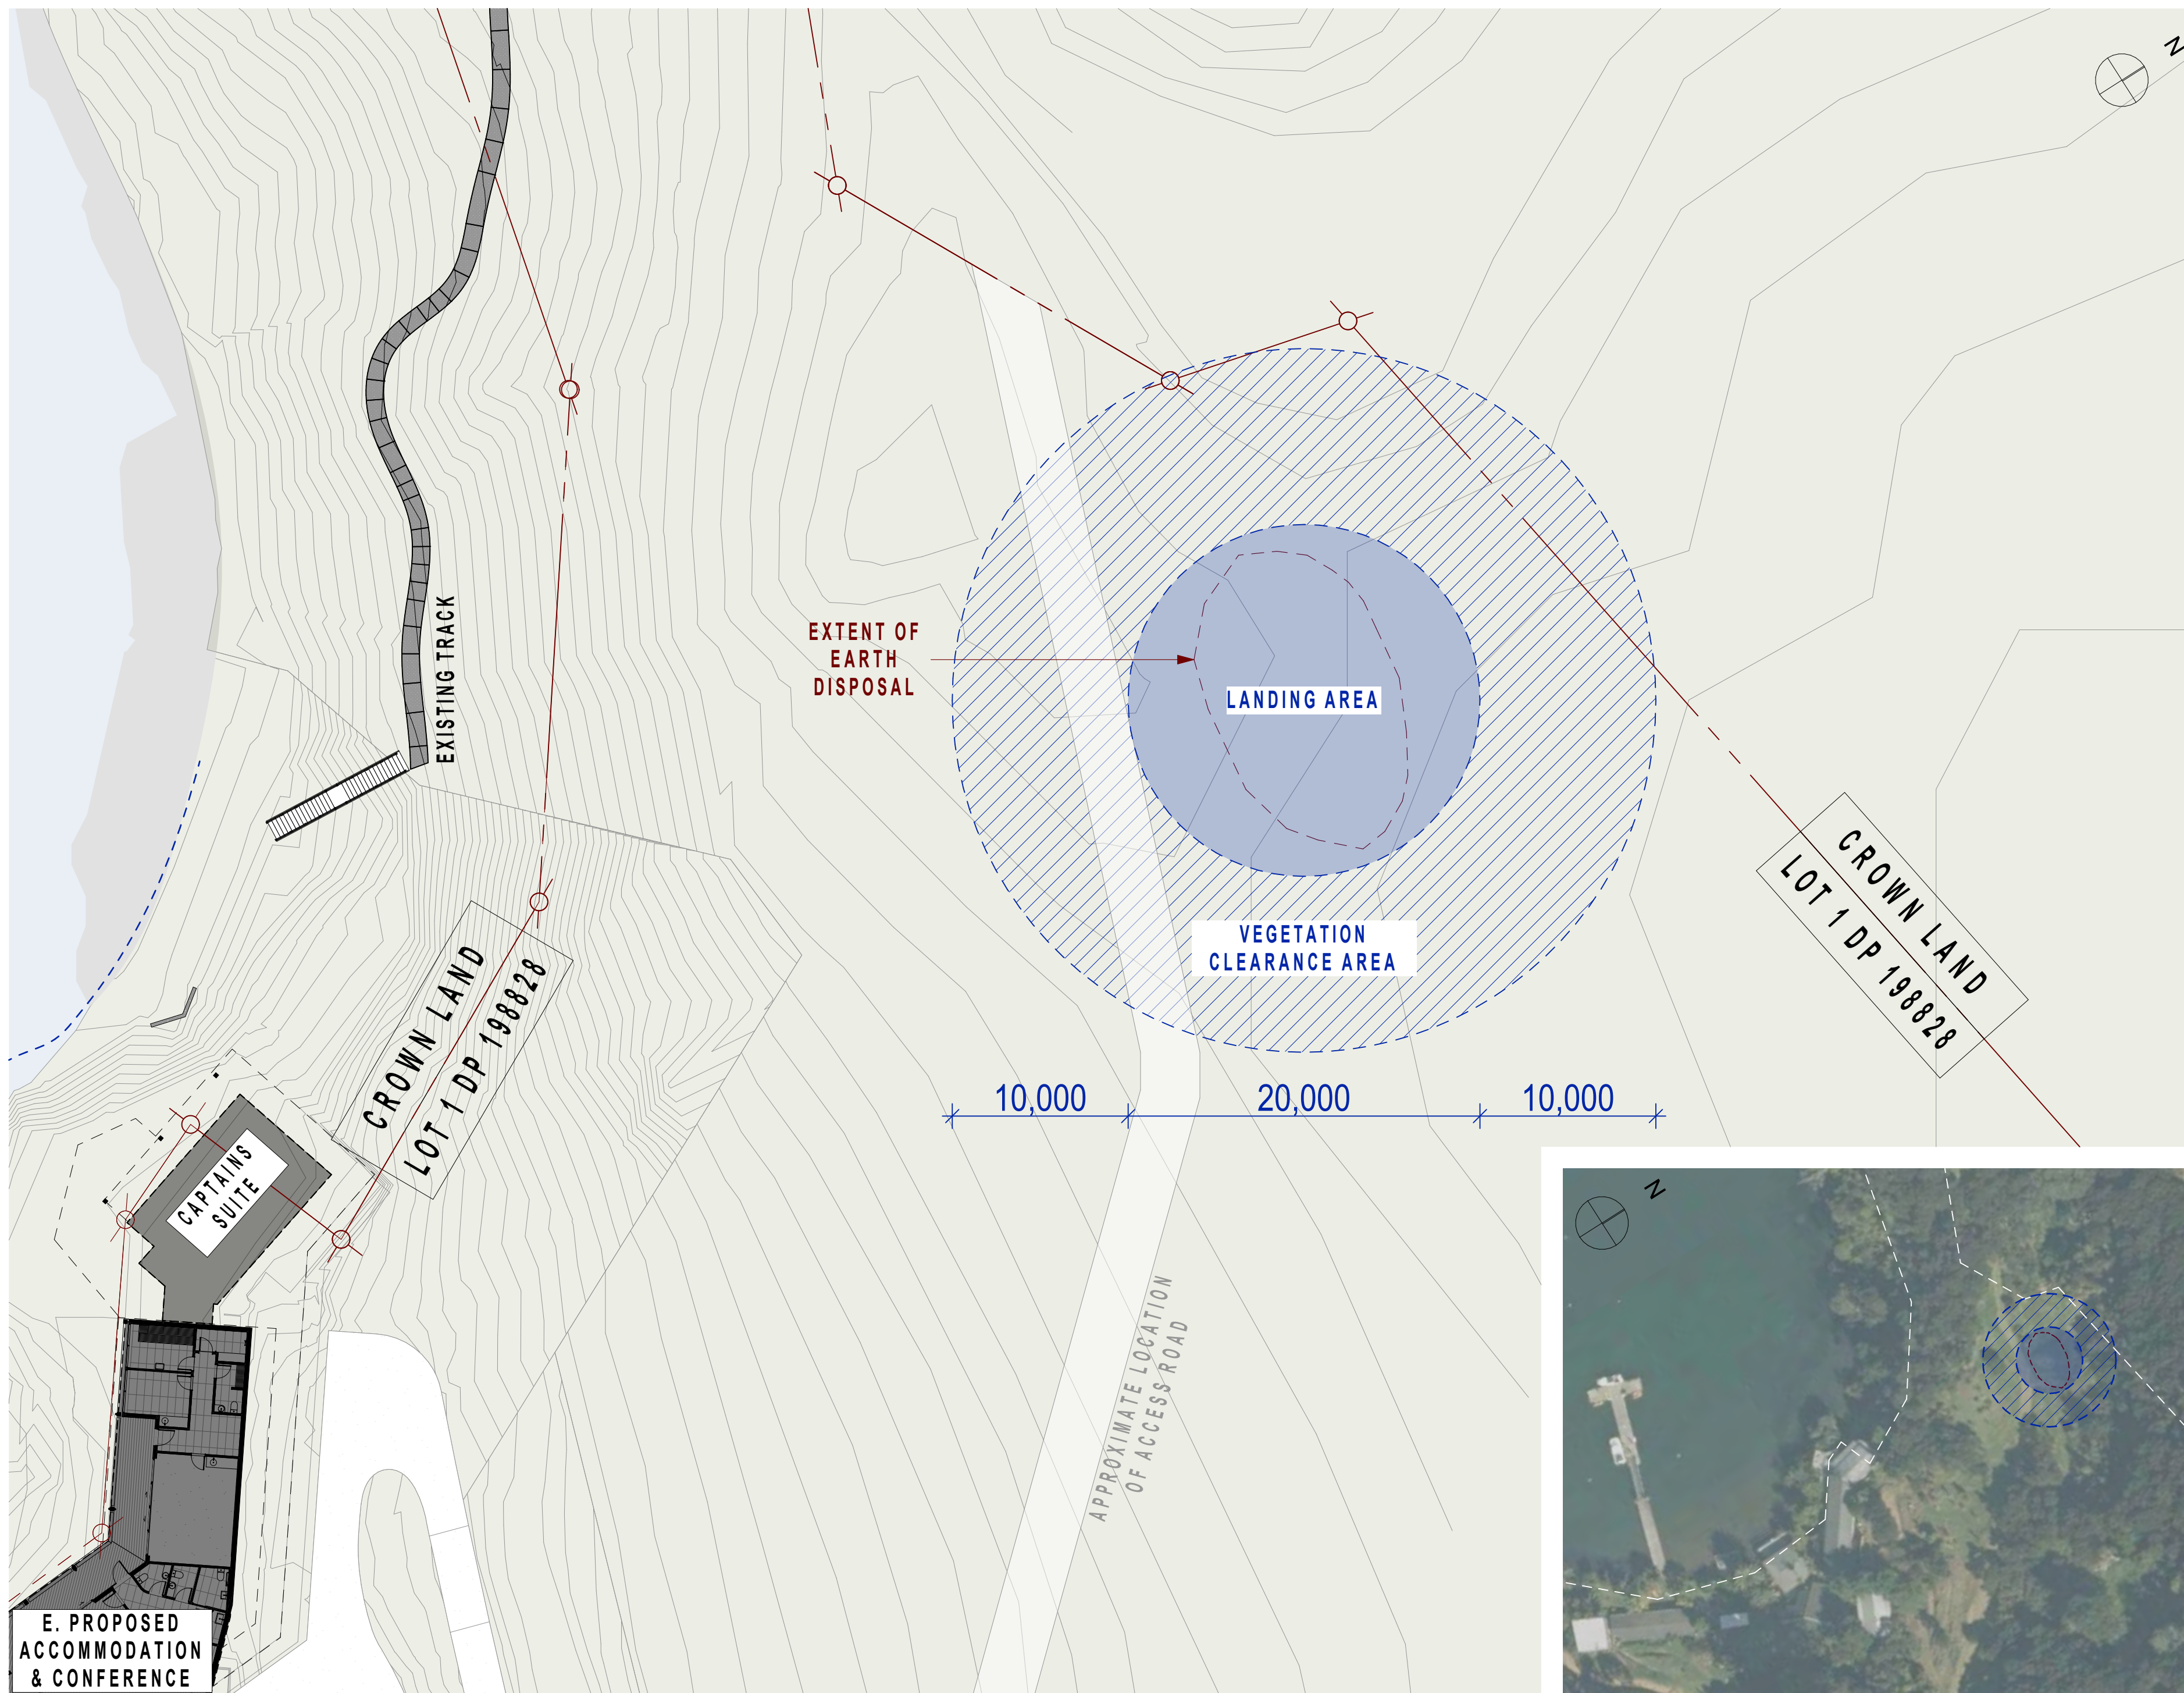 N
EXISTING TRACK
EXTENT OF
EARTH
DISPOSAL
LANDING AREA
VEGETATION
CLEARANCE AREA
10,000
20,000
10,000
CROWN LAND
LOT 1 DP 198828
CROWN LAND
LOT 1 DP 198828
CAPTAINS
SUITE
APPROXIMATE LOCATION
OF ACCESS ROAD
E. PROPOSED
ACCOMMODATION
& CONFERENCE
N